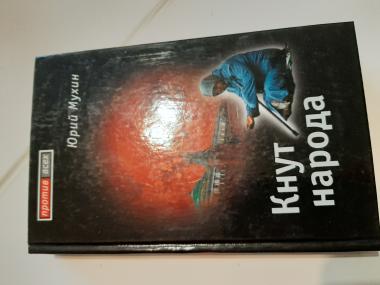 против всех
Юрий Мухин
Кнут
народа